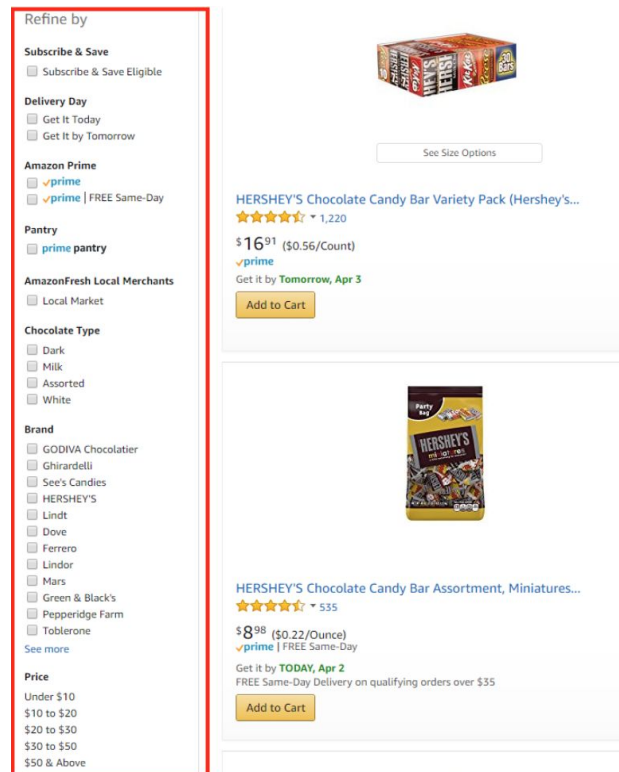 Refine by
Subscribe & Save
Subscribe & Save Eligible
Delivery Day
Get It Today
Get It by Tomorrow
Amazon Prime
prime
prime | FREE Same-Day
Pantry
prime pantry
AmazonFresh Local Merchants
Local Market
Chocolate Type
Dark
Milk
Assorted
White
Brand
GODIVA Chocolatier
Ghirardelli
See's Candies
HERSHEY'S
Lindt
Dove
Ferrero
Lindor
Mars
Green & Black's
Pepperidge Farm
Toblerone
See more
Price
Under $10
$10 to $20
$20 to $30
$30 to $50
$50 & Above
30
Bars
KitKat
Reese
See Size Options
HERSHEY'S Chocolate Candy Bar Variety Pack (Hershey's...
1,220
$16 91 ($0.56/Count)
prime
Get it by Tomorrow, Apr 3
Add to Cart
Party
Bag
HERSHEY'S
miniatures
HERSHEY'S Chocolate Candy Bar Assortment, Miniatures...
535
$8 98 ($0.22/Ounce)
prime | FREE Same-Day
Get it by TODAY, Apr 2
FREE Same-Day Delivery on qualifying orders over $35
Add to Cart